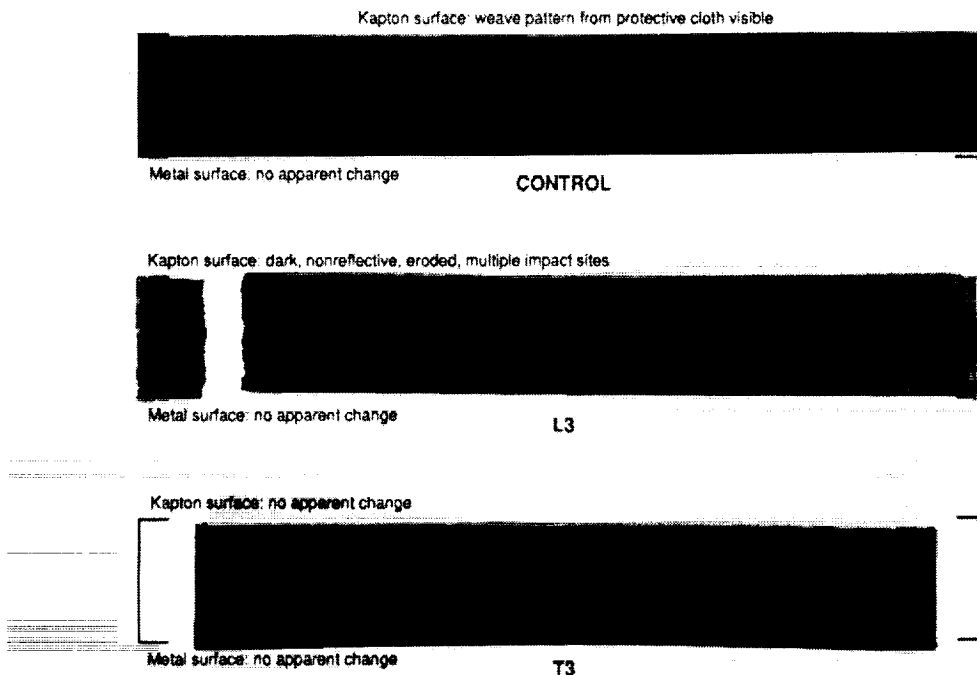 Kapton surface: weave pattern from protective cloth visible
Metal surface: no apparent change
CONTROL
Kapton surface: dark, nonreflective, eroded, multiple impact sites
Metal surface: no apparent change
L3
Kapton surface: no apparent change
Metal surface: no apparent change
T3